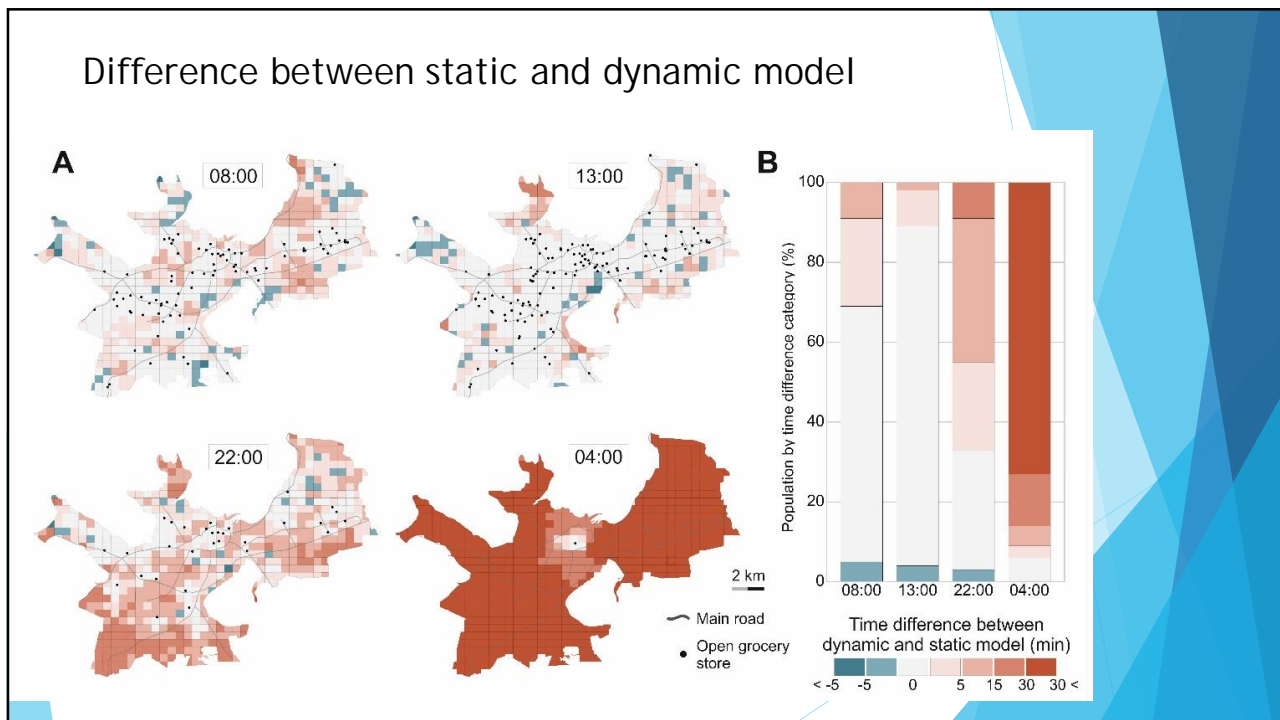 Difference between static and dynamic model
A
08:00
13:00
22:00
04:00
2 km
Main road
Open grocery
store
B
Population by time difference category (%)
100
80
60
40
20
0
08:00 13:00 22:00 04:00
Time difference between
dynamic and static model (min)
< -5 -5 0 5 15 30 30 <